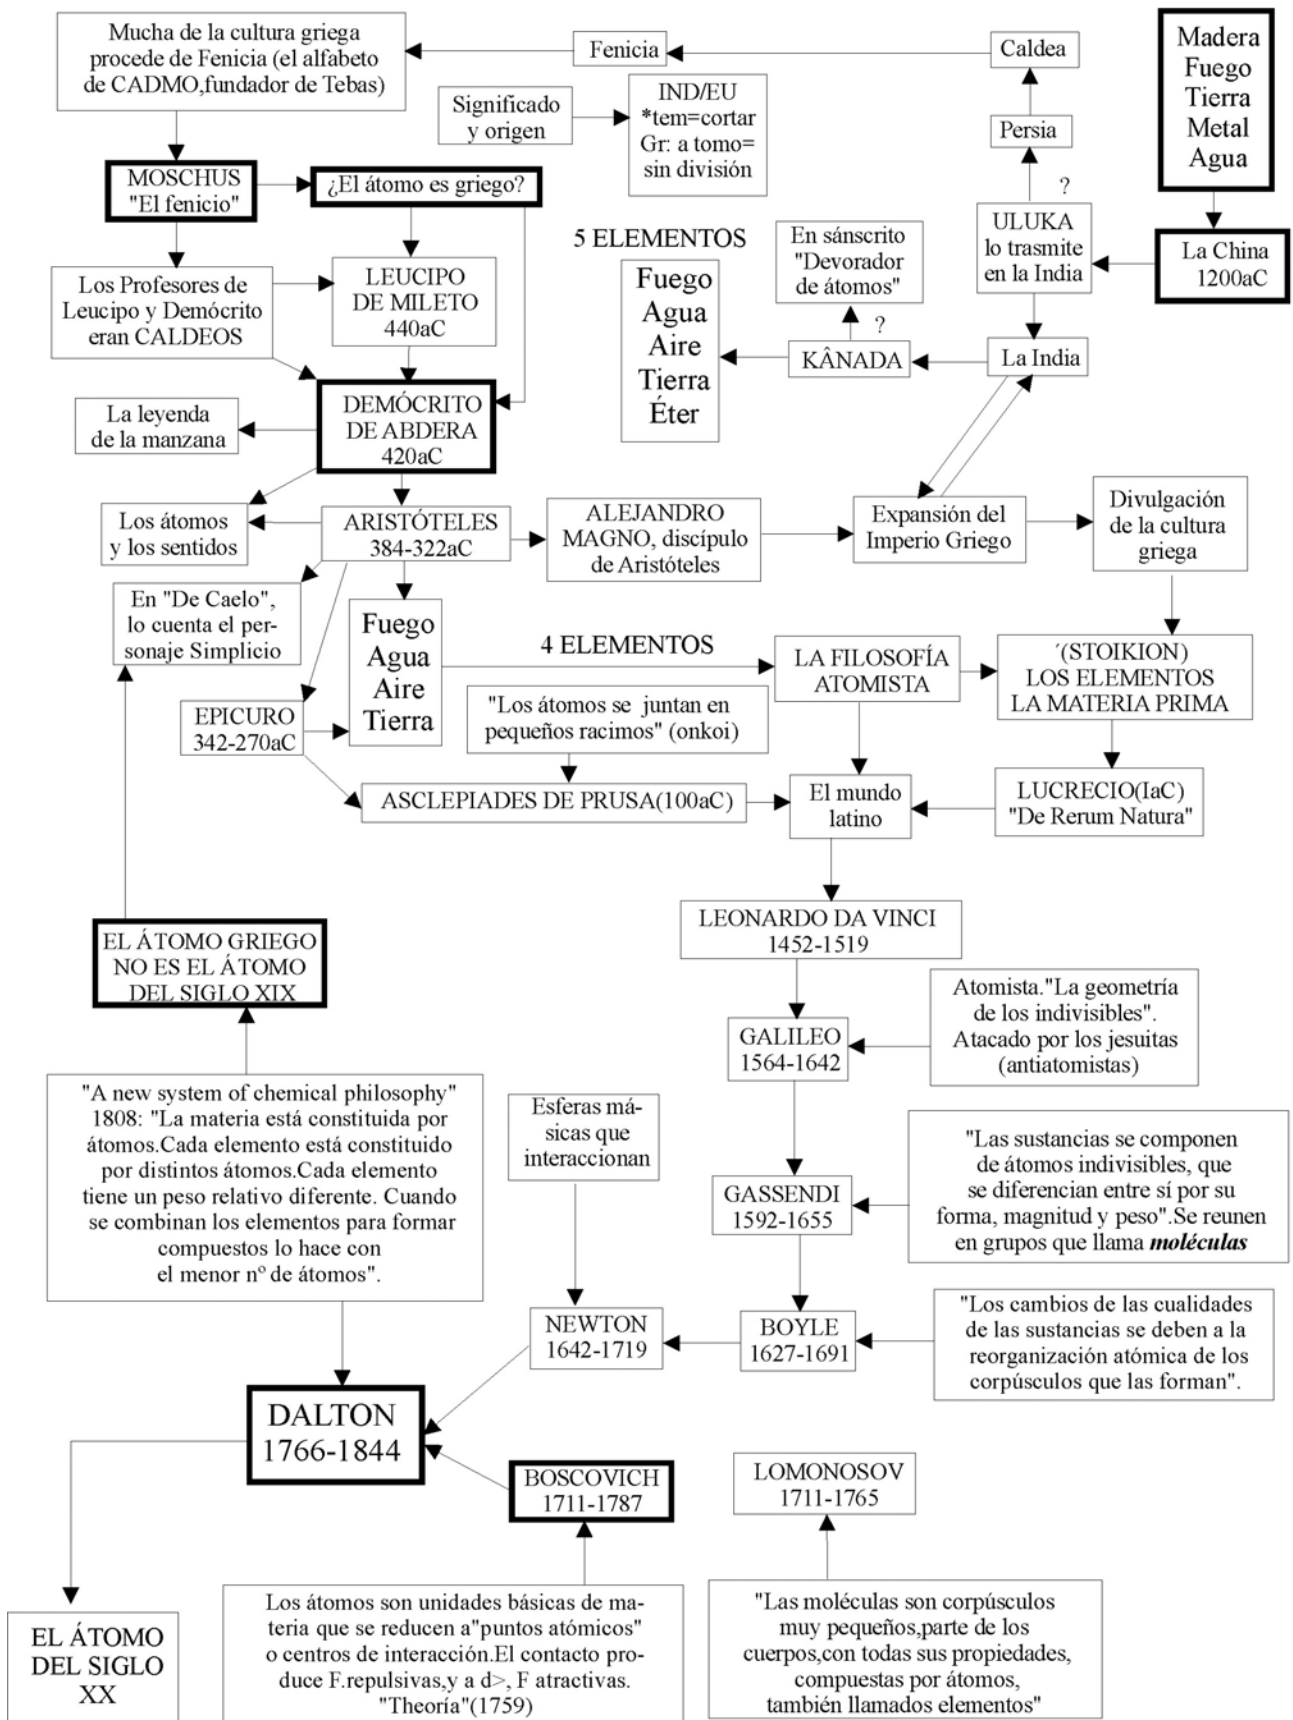 Mucha de la cultura griega
procede de Fenicia (el alfabeto
de CADMO,fundador de Tebas)
Fenicia
Caldea
Madera
Fuego
Tierra
Metal
Agua
Significado
y origen
IND/EU
*tem=cortar
Gr: a tomo=
sin división
Persia
MOSCHUS
"El fenicio"
¿El átomo es griego?
?
ULUKA
lo trasmite
en la India
La China
1200aC
5 ELEMENTOS
Fuego
Agua
Aire
Tierra
Éter
En sánscrito
"Devorador
de átomos"
?
KÂNADA
La India
Los Profesores de
Leucipo y Demócrito
eran CALDEOS
LEUCIPO
DE MILETO
440aC
La leyenda
de la manzana
DEMÓCRITO
DE ABDERA
420aC
Los átomos
y los sentidos
ARISTÓTELES
384-322aC
ALEJANDRO
MAGNO, discípulo
de Aristóteles
Expansión del
Imperio Griego
Divulgación
de la cultura
griega
En "De Caelo",
lo cuenta el per-
sonaje Simplicio
Fuego
Agua
Aire
Tierra
4 ELEMENTOS
LA FILOSOFÍA
ATOMISTA
´(STOIKION)
LOS ELEMENTOS
LA MATERIA PRIMA
EPICURO
342-270aC
"Los átomos se juntan en
pequeños racimos" (onkoi)
ASCLEPIADES DE PRUSA(100aC)
El mundo
latino
LUCRECIO(IaC)
"De Rerum Natura"
LEONARDO DA VINCI
1452-1519
EL ÁTOMO GRIEGO
NO ES EL ÁTOMO
DEL SIGLO XIX
GALILEO
1564-1642
Atomista."La geometría
de los indivisibles".
Atacado por los jesuitas
(antiatomistas)
"A new system of chemical philosophy"
1808: "La materia está constituida por
átomos.Cada elemento está constituido
por distintos átomos.Cada elemento
tiene un peso relativo diferente. Cuando
se combinan los elementos para formar
compuestos lo hace con
el menor nº de átomos".
Esferas má-
sicas que
interaccionan
GASSENDI
1592-1655
"Las sustancias se componen
de átomos indivisibles, que
se diferencian entre sí por su
forma, magnitud y peso".Se reunen
en grupos que llama moléculas
NEWTON
1642-1719
BOYLE
1627-1691
"Los cambios de las cualidades
de las sustancias se deben a la
reorganización atómica de los
corpúsculos que las forman".
DALTON
1766-1844
BOSCOVICH
1711-1787
LOMONOSOV
1711-1765
EL ÁTOMO
DEL SIGLO
XX
Los átomos son unidades básicas de ma-
teria que se reducen a"puntos atómicos"
o centros de interacción.El contacto pro-
duce F.repulsivas,y a d>, F atractivas.
"Theoría"(1759)
"Las moléculas son corpúsculos
muy pequeños,parte de los
cuerpos,con todas sus propiedades,
compuestas por átomos,
también llamados elementos"